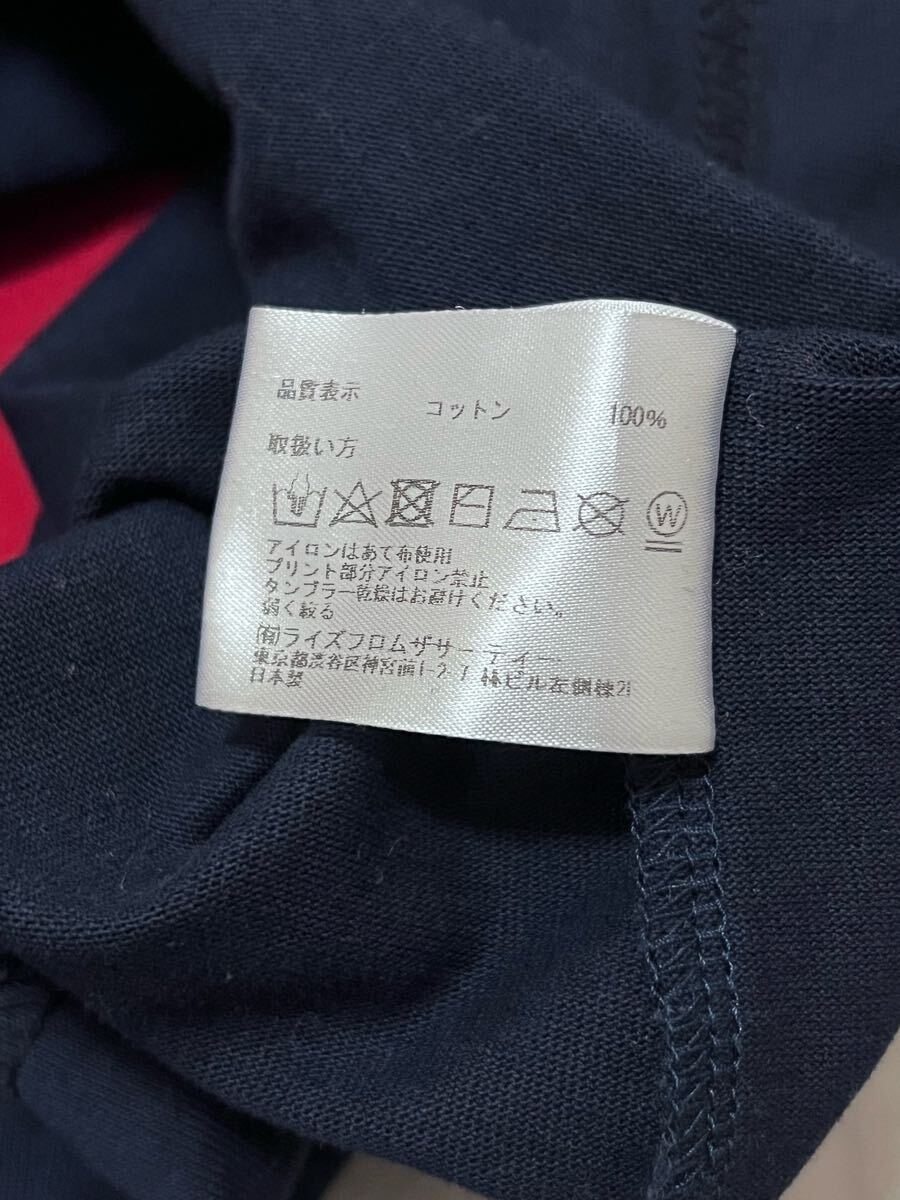 品質表示
コットン 100%
取扱い方
W
アイロンはあて布使用
プリント部分アイロン禁止
タンブラー乾燥はお避けください。
弱く絞る
(有)ライズフロムザサーティー
東京都渋谷区神宮前1-2-7 林ビル左側棟2F
日本製